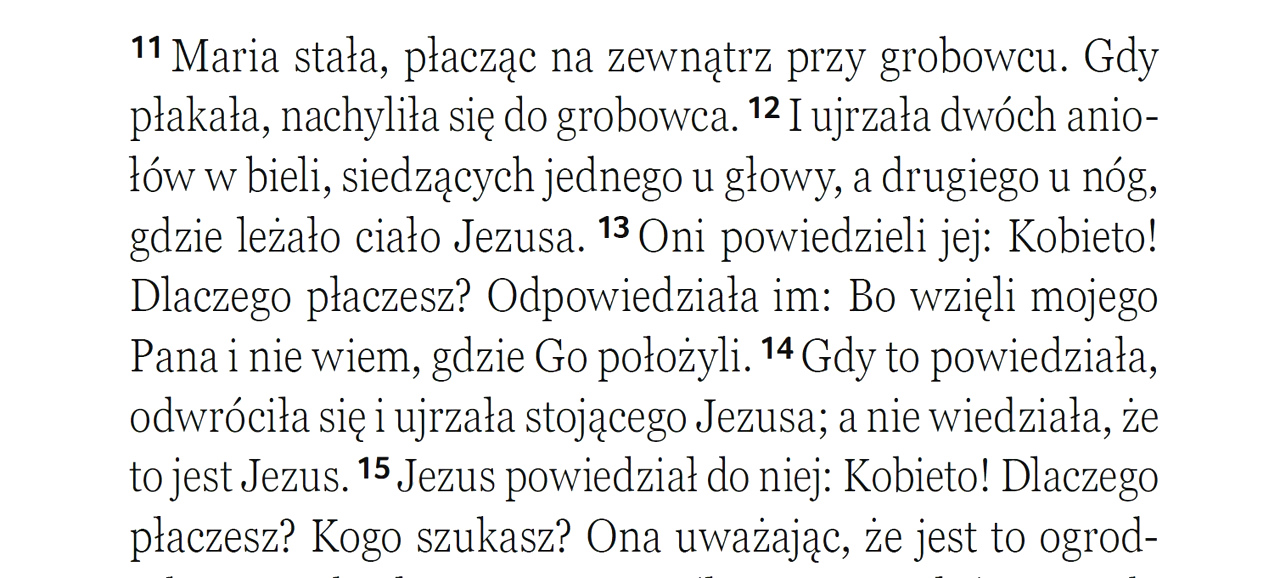 11 Maria stała, płacząc na zewnątrz przy grobowcu. Gdy
płakała, nachyliła się do grobowca. 12 I ujrzała dwóch anio-
łów w bieli, siedzących jednego u głowy, a drugiego u nóg,
gdzie leżało ciało Jezusa. 13 Oni powiedzieli jej: Kobieto!
Dlaczego płaczesz? Odpowiedziała im: Bo wzięli mojego
Pana i nie wiem, gdzie Go położyli. 14 Gdy to powiedziała,
odwróciła się i ujrzała stojącego Jezusa; a nie wiedziała, że
to jest Jezus. 15 Jezus powiedział do niej: Kobieto! Dlaczego
płaczesz? Kogo szukasz? Ona uważając, że jest to ogrod-